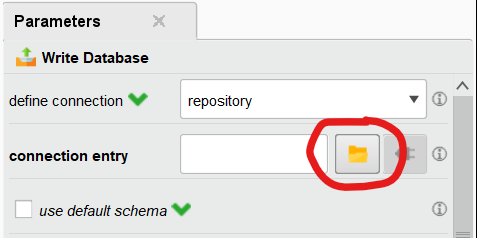 Parameters
Write Database
define connection
repository
connection entry
use default schema